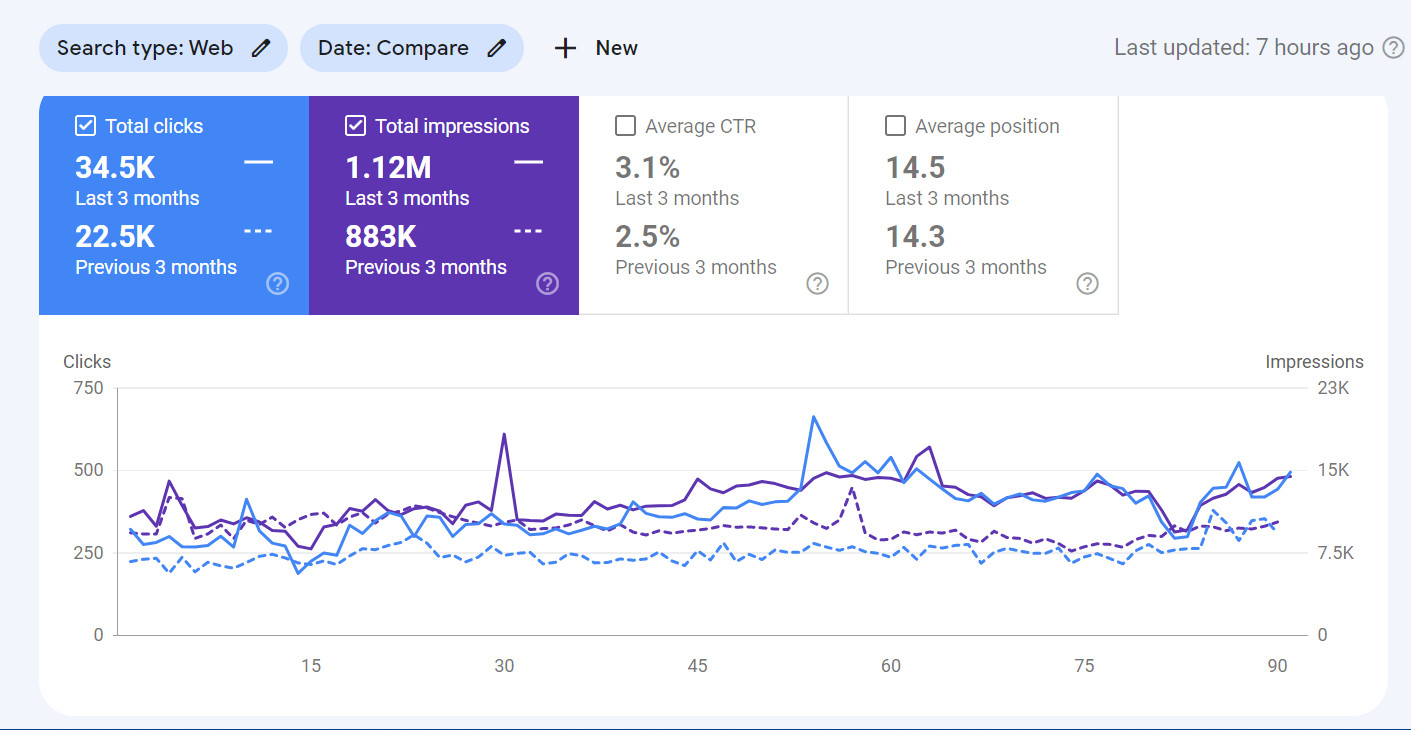 Search type: Web
Date: Compare
New
Last updated: 7 hours ago
Total clicks
34.5K
Last 3 months
22.5K
Previous 3 months
Total impressions
1.12M
Last 3 months
883K
Previous 3 months
Average CTR
3.1%
Last 3 months
2.5%
Previous 3 months
Average position
14.5
Last 3 months
14.3
Previous 3 months
Clicks
750
500
250
0
Impressions
23K
15K
7.5K
0
15 30 45 60 75 90